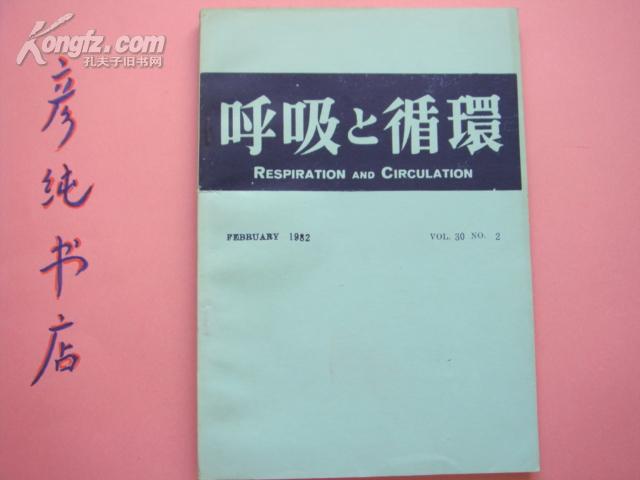 Kongfz.com
孔夫子旧书网
彦纯书店
呼吸と循環
RESPIRATION AND CIRCULATION
FEBRUARY 1982 VOL. 30 NO. 2